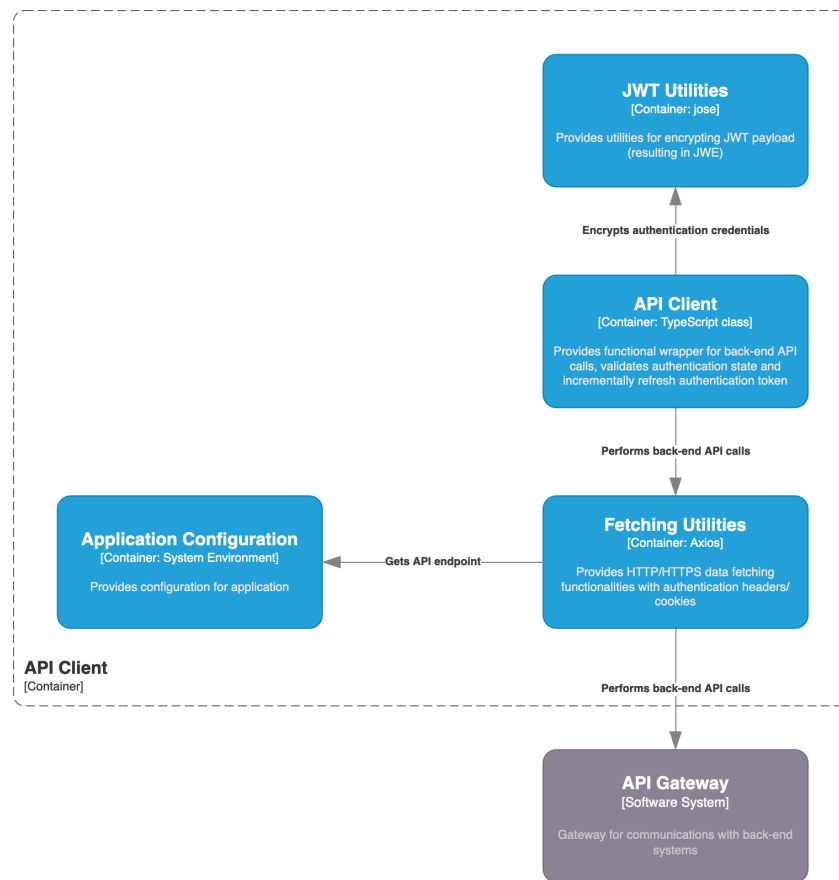 JWT Utilities
[Container: jose]
Provides utilities for encrypting JWT payload
(resulting in JWE)
Encrypts authentication credentials
API Client
[Container: TypeScript class]
Provides functional wrapper for back-end API
calls, validates authentication state and
incrementally refresh authentication token
Performs back-end API calls
Application Configuration
[Container: System Environment]
Provides configuration for application
Gets API endpoint
Fetching Utilities
[Container: Axios]
Provides HTTP/HTTPS data fetching
functionalities with authentication headers/
cookies
API Client
[Container]
Performs back-end API calls
API Gateway
[Software System]
Gateway for communications with back-end
systems